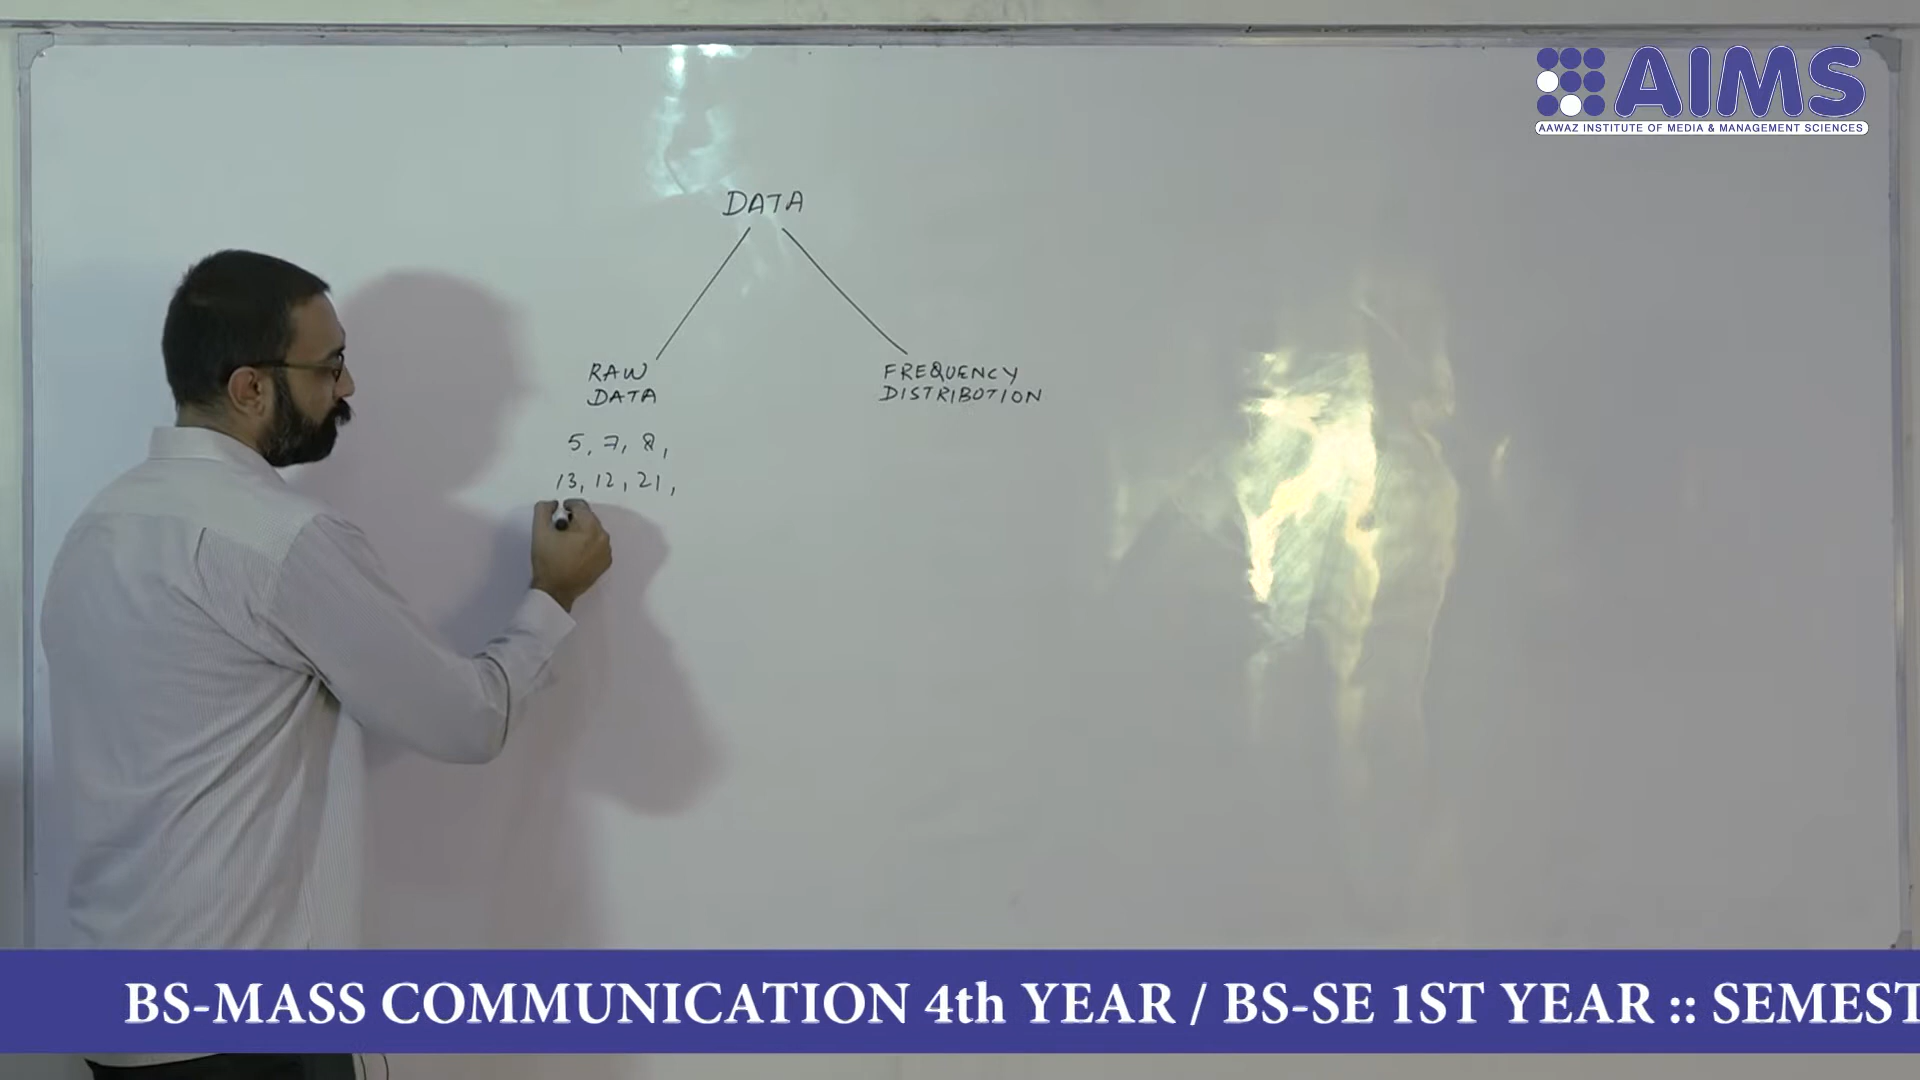 AIMS
AAWAZ INSTITUTE OF MEDIA & MANAGEMENT SCIENCES
DATA
RAW
DATA
FREQUENCY
DISTRIBUTION
5, 7, 8,
13, 12, 21,
BS-MASS COMMUNICATION 4th YEAR / BS-SE 1ST YEAR :: SEMEST